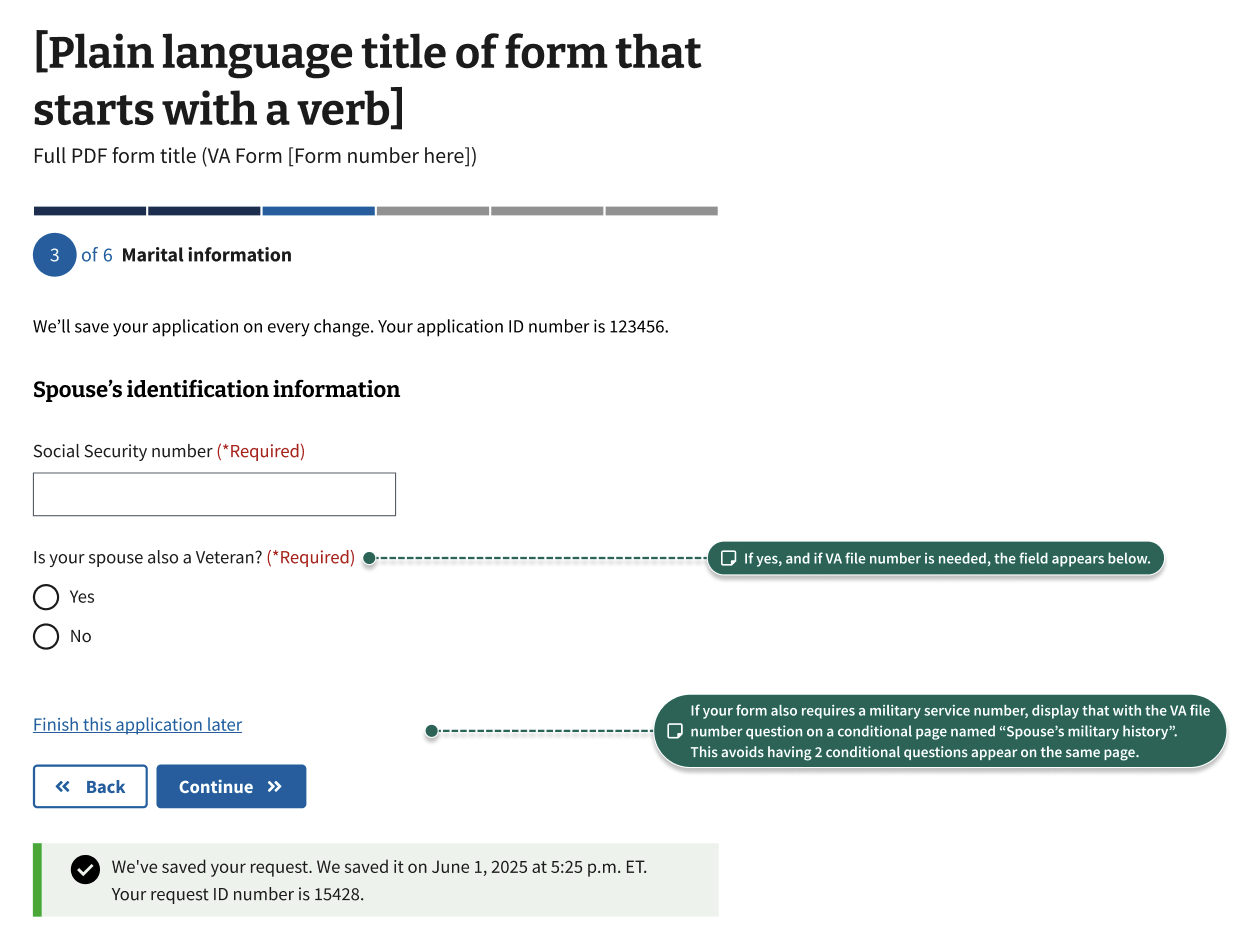 [Plain language title of form that
starts with a verb]
Full PDF form title (VA Form [Form number here])
3 of 6 Marital information
We’ll save your application on every change. Your application ID number is 123456.
Spouse’s identification information
Social Security number (*Required)
Is your spouse also a Veteran? (*Required)
If yes, and if VA file number is needed, the field appears below.
Yes
No
Finish this application later
If your form also requires a military service number, display that with the VA file
number question on a conditional page named “Spouse’s military history”.
This avoids having 2 conditional questions appear on the same page.
Back
Continue
We've saved your request. We saved it on June 1, 2025 at 5:25 p.m. ET.
Your request ID number is 15428.